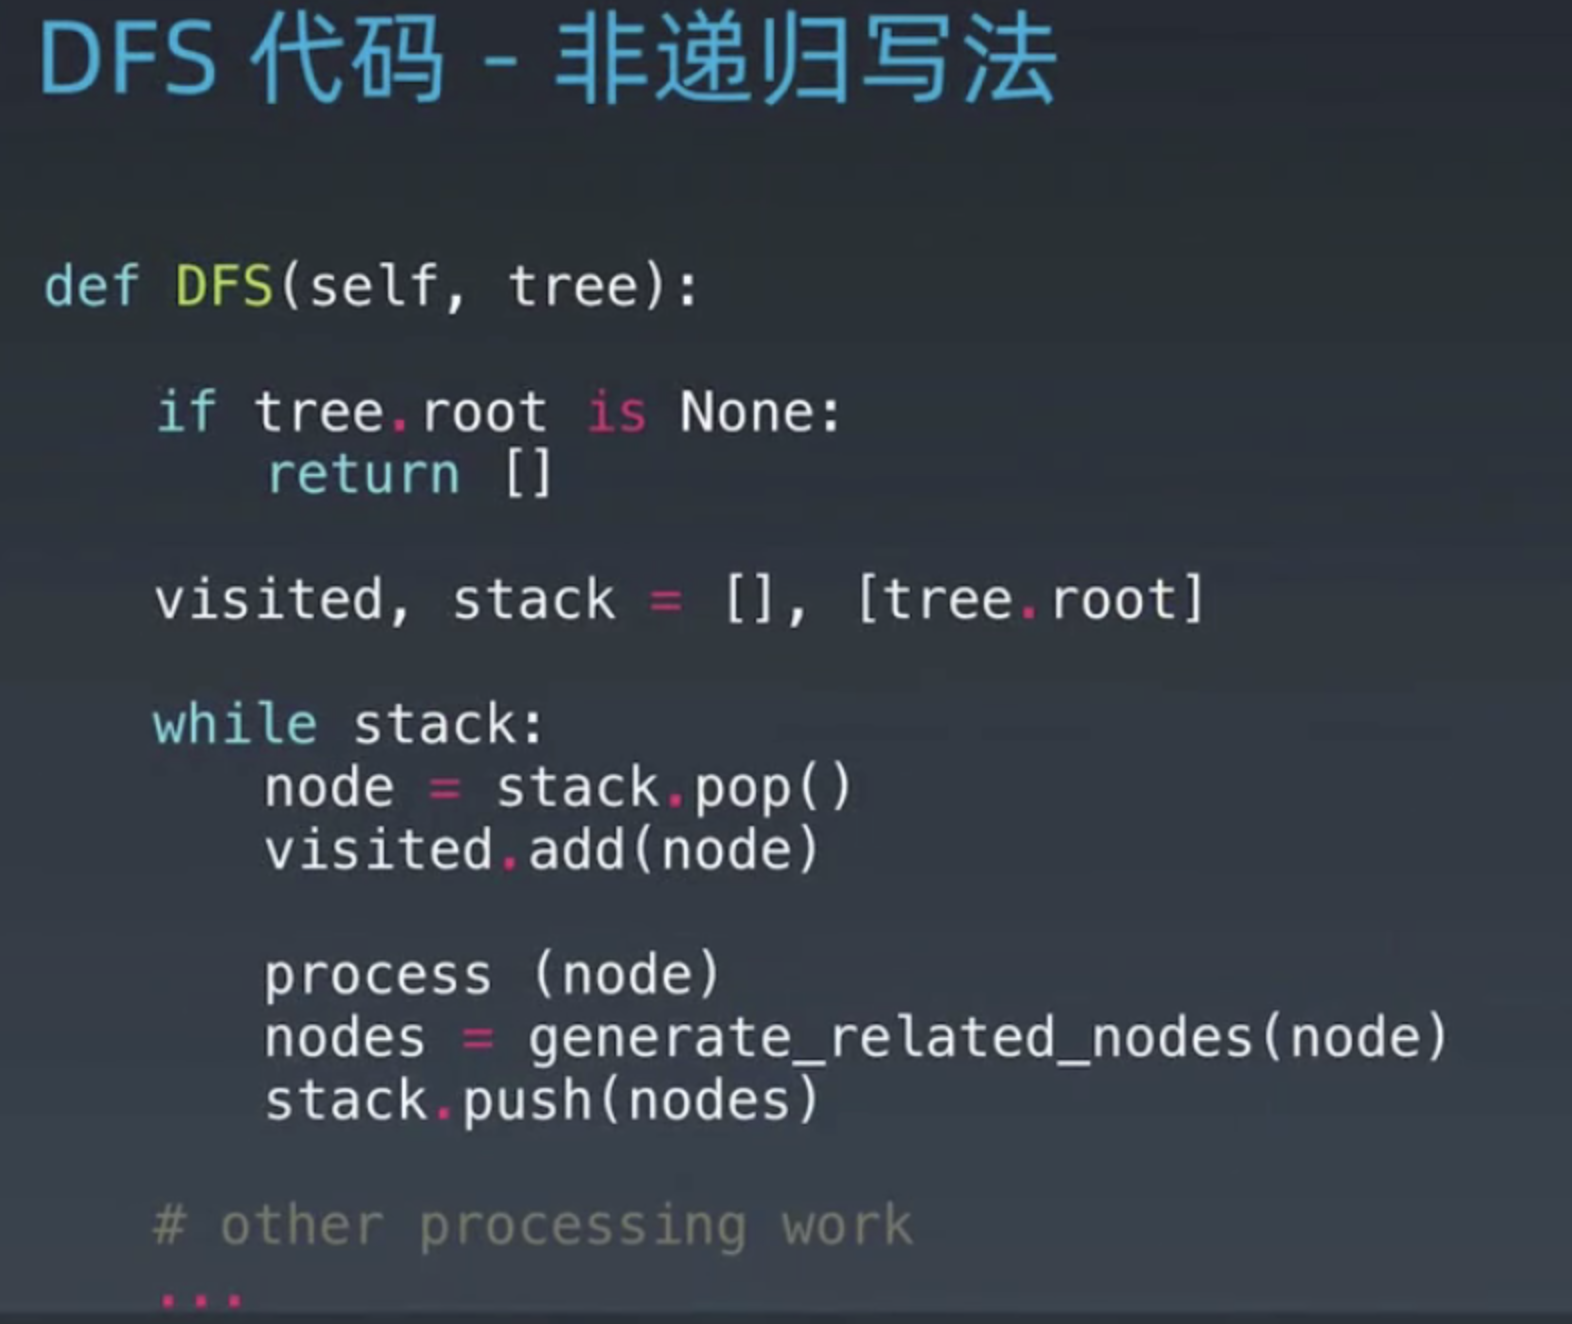 DFS 代码 - 非递归写法
def DFS(self, tree):
if tree.root is None:
return []
visited, stack = [], [tree.root]
while stack:
node = stack.pop()
visited.add(node)
process (node)
nodes = generate_related_nodes(node)
stack.push(nodes)
# other processing work
...